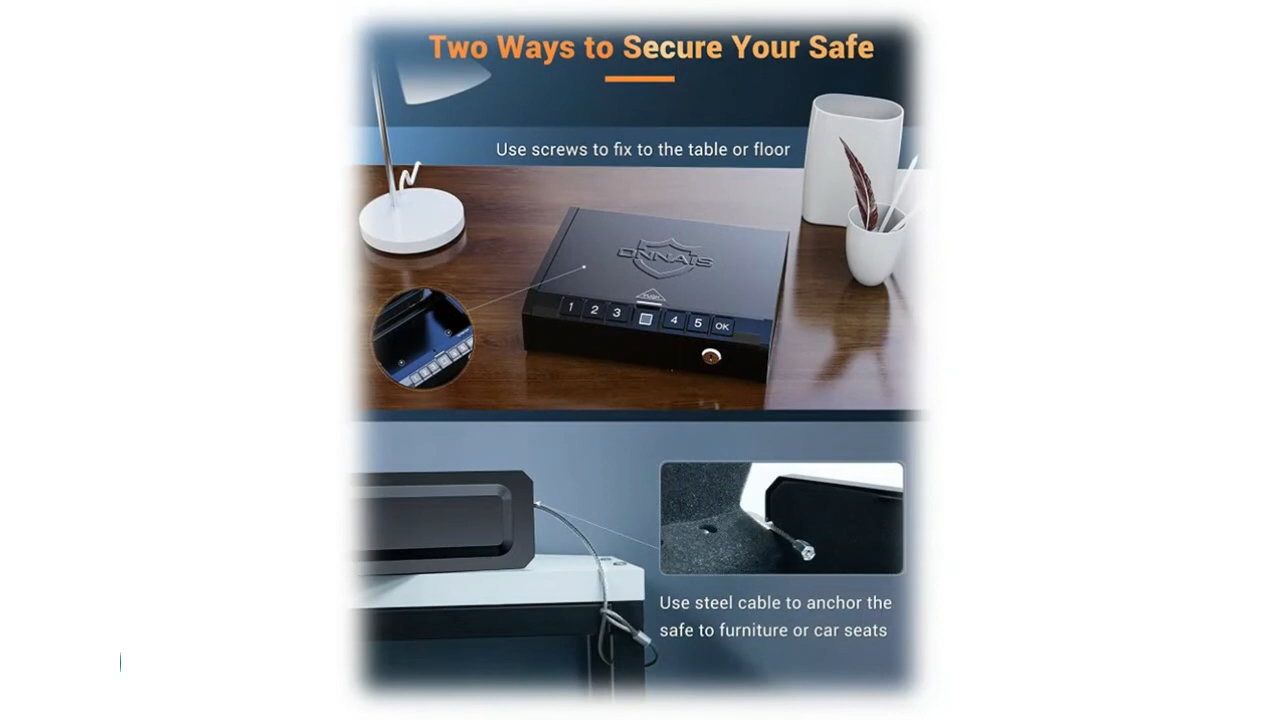 Two Ways to Secure Your Safe
Use screws to fix to the table or floor
ONNAIS
1 2 3 4 5 OK
Use steel cable to anchor the
safe to furniture or car seats